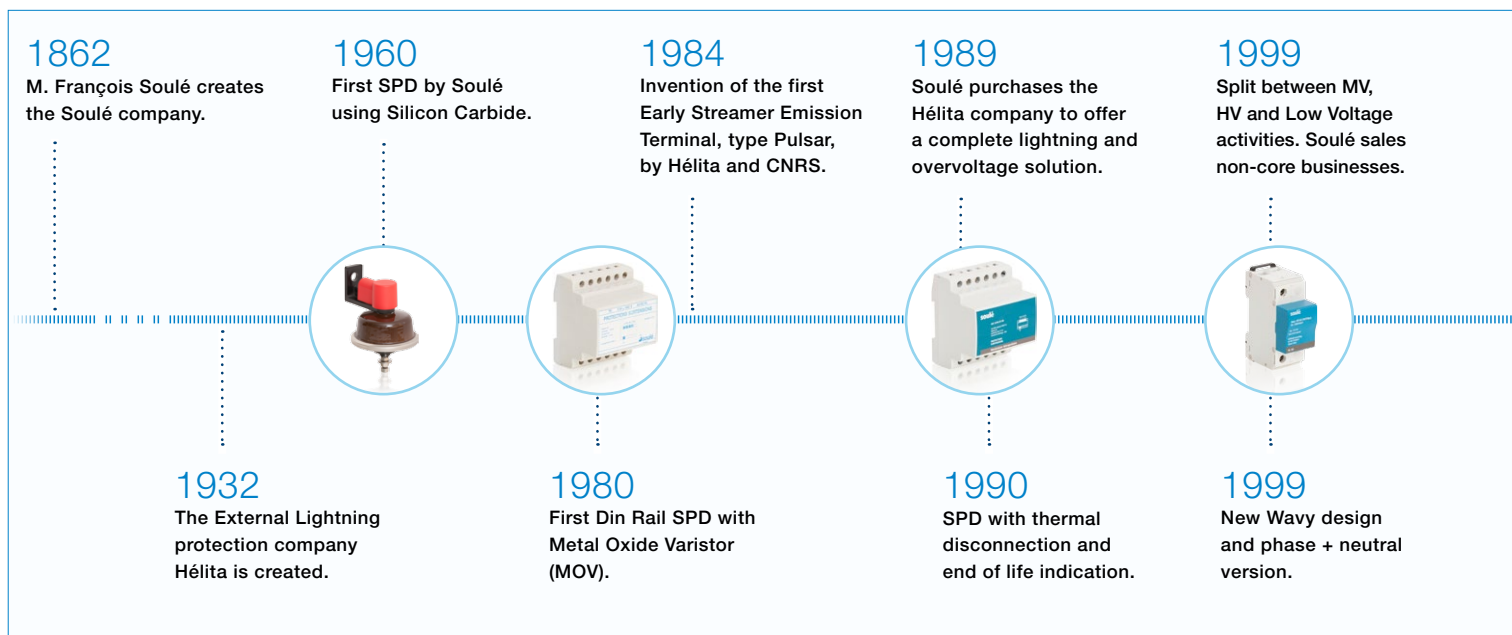 1862
M. François Soulé creates
the Soulé company.
1960
First SPD by Soulé
using Silicon Carbide.
1984
Invention of the first
Early Streamer Emission
Terminal, type Pulsar,
by Hélita and CNRS.
1989
Soulé purchases the
Hélita company to offer
a complete lightning and
overvoltage solution.
1999
Split between MV,
HV and Low Voltage
activities. Soulé sales
non-core businesses.
1932
The External Lightning
protection company
Hélita is created.
1980
First Din Rail SPD with
Metal Oxide Varistor
(MOV).
1990
SPD with thermal
disconnection and
end of life indication.
1999
New Wavy design
and phase + neutral
version.